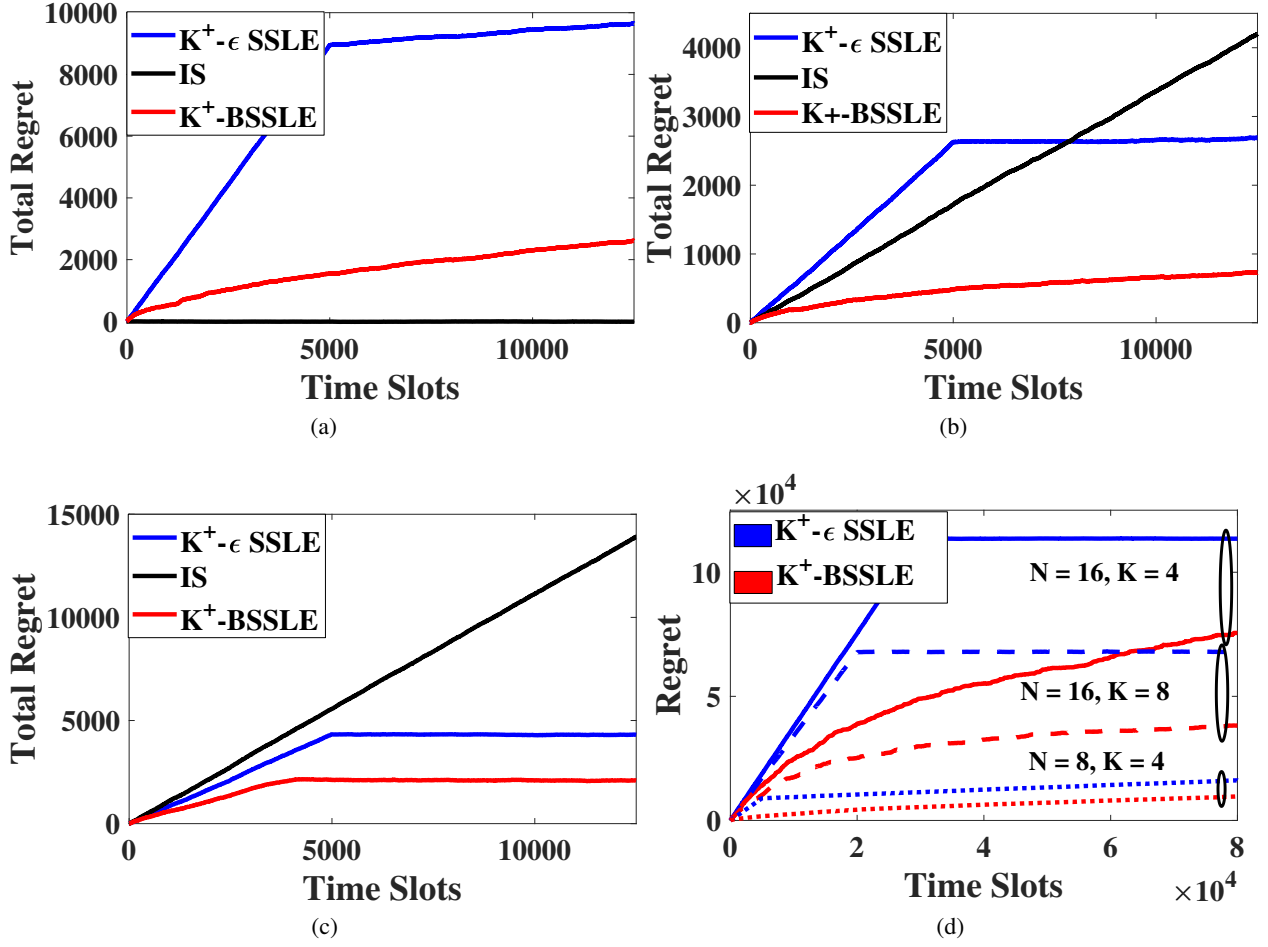 10000
8000
6000
4000
2000
0
0 5000 10000
Total Regret
Time Slots
K⁺-ϵ SSLE
IS
K⁺-BSSLE
(a)
4000
3000
2000
1000
0
0 5000 10000
Total Regret
Time Slots
K⁺-ϵ SSLE
IS
K+-BSSLE
(b)
15000
10000
5000
0
0 5000 10000
Total Regret
Time Slots
K⁺-ϵ SSLE
IS
K⁺-BSSLE
(c)
×10⁴
10
5
0
0 2 4 6 8
Regret
Time Slots
×10⁴
K⁺-ϵ SSLE
K⁺-BSSLE
N = 16, K = 4
N = 16, K = 8
N = 8, K = 4
(d)